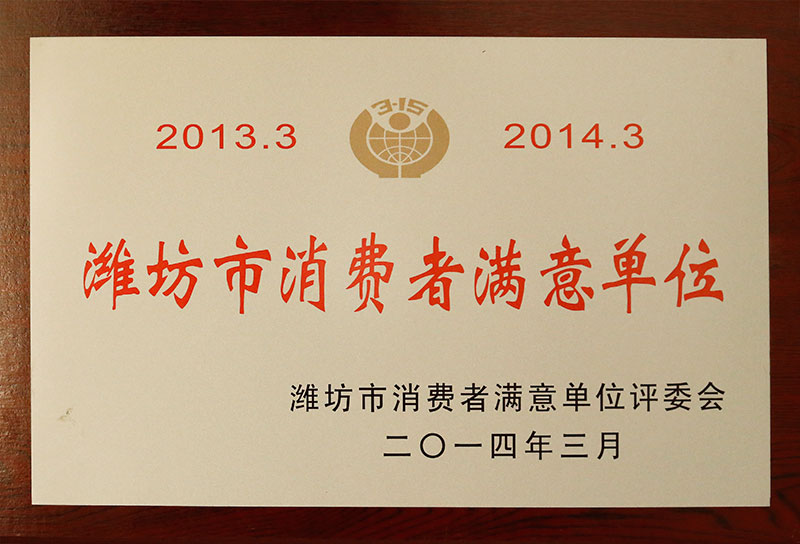 3·15
2013.3 2014.3
潍坊市消费者满意单位
潍坊市消费者满意单位评委会
二〇一四年三月